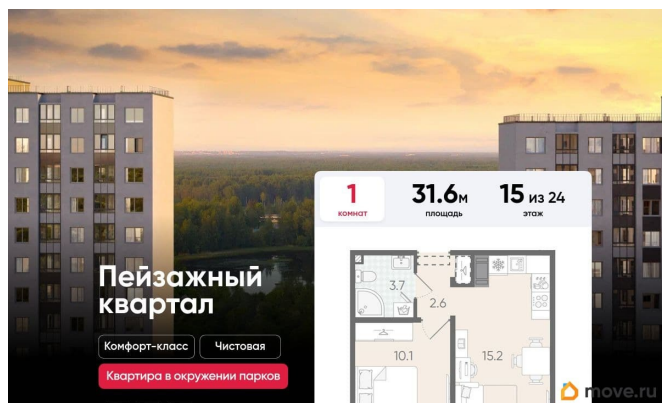 1
комнат
31.6м
площадь
15 из 24
этаж
Пейзажный
квартал
Комфорт-класс
Чистовая
Квартира в окружении парков
3.7
2.6
10.1
15.2
move.ru